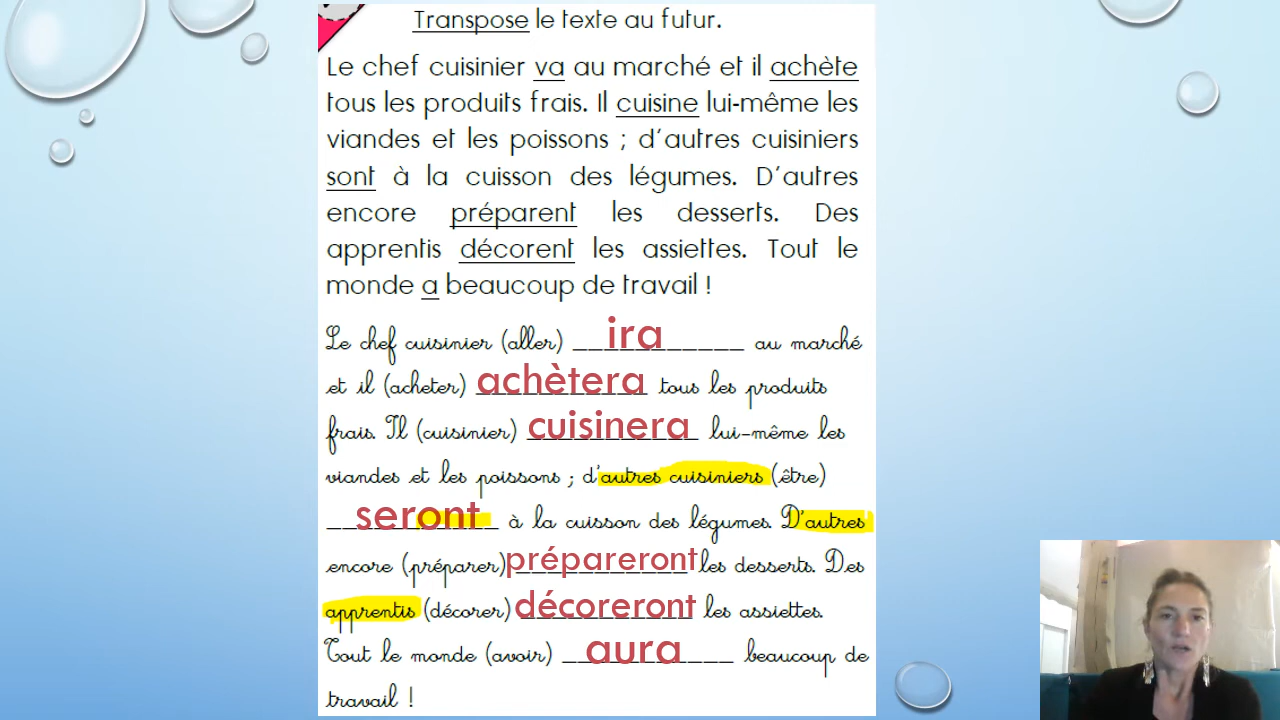 Transpose le texte au futur.
Le chef cuisinier va au marché et il achète
tous les produits frais. Il cuisine lui-même les
viandes et les poissons ; d'autres cuisiniers
sont à la cuisson des légumes. D'autres
encore préparent les desserts. Des
apprentis décorent les assiettes. Tout le
monde a beaucoup de travail !
Le chef cuisinier (aller) ira au marché
et il (acheter) achètera tous les produits
frais. Il (cuisinier) cuisinera lui-même les
viandes et les poissons ; d'autres cuisiniers (être)
seront à la cuisson des légumes. D'autres
encore (préparer) prépareront les desserts. Des
apprentis (décorer) décoreront les assiettes.
Tout le monde (avoir) aura beaucoup de
travail !